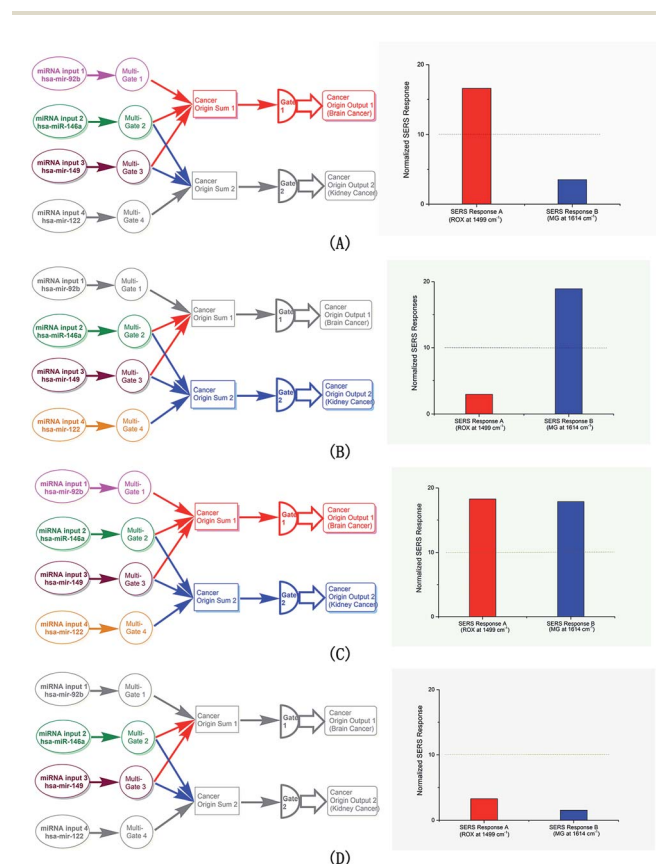 miRNA input 1
hsa-mir-92b
Multi-
Gate 1
miRNA input 2
hsa-miR-146a
Multi-
Gate 2
miRNA input 3
hsa-mir-149
Multi-
Gate 3
miRNA input 4
hsa-mir-122
Multi-
Gate 4
Cancer
Origin Sum 1
Cancer
Origin Sum 2
Gate
1
Gate
2
Cancer
Origin Output 1
(Brain Cancer)
Cancer
Origin Output 2
(Kidney Cancer)
Normalized SERS Response
20
10
0
SERS Response A
(ROX at 1499 cm⁻¹)
SERS Response B
(MG at 1614 cm⁻¹)
(A)
miRNA input 1
hsa-mir-92b
Multi-
Gate 1
miRNA input 2
hsa-miR-146a
Multi-
Gate 2
miRNA input 3
hsa-mir-149
Multi-
Gate 3
miRNA input 4
hsa-mir-122
Multi-
Gate 4
Cancer
Origin Sum 1
Cancer
Origin Sum 2
Gate
1
Gate
2
Cancer
Origin Output 1
(Brain Cancer)
Cancer
Origin Output 2
(Kidney Cancer)
Normalized SERS Responses
20
10
0
SERS Response A
(ROX at 1499 cm⁻¹)
SERS Response B
(MG at 1614 cm⁻¹)
(B)
miRNA input 1
hsa-mir-92b
Multi-
Gate 1
miRNA input 2
hsa-miR-146a
Multi-
Gate 2
miRNA input 3
hsa-mir-149
Multi-
Gate 3
miRNA input 4
hsa-mir-122
Multi-
Gate 4
Cancer
Origin Sum 1
Cancer
Origin Sum 2
Gate
1
Gate
2
Cancer
Origin Output 1
(Brain Cancer)
Cancer
Origin Output 2
(Kidney Cancer)
Normalized SERS Response
20
10
0
SERS Response A
(ROX at 1499 cm⁻¹)
SERS Response B
(MG at 1614 cm⁻¹)
(C)
miRNA input 1
hsa-mir-92b
Multi-
Gate 1
miRNA input 2
hsa-miR-146a
Multi-
Gate 2
miRNA input 3
hsa-mir-149
Multi-
Gate 3
miRNA input 4
hsa-mir-122
Multi-
Gate 4
Cancer
Origin Sum 1
Cancer
Origin Sum 2
Gate
1
Gate
2
Cancer
Origin Output 1
(Brain Cancer)
Cancer
Origin Output 2
(Kidney Cancer)
Normalized SERS Response
20
10
0
SERS Response A
(ROX at 1499 cm⁻¹)
SERS Response B
(MG at 1614 cm⁻¹)
(D)